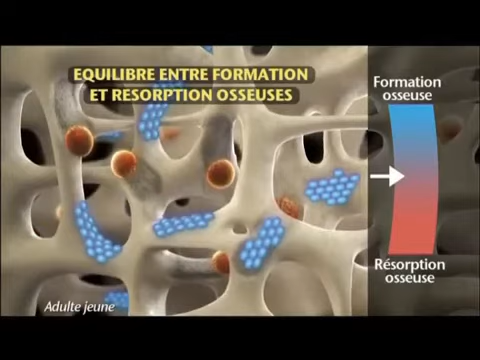 EQUILIBRE ENTRE FORMATION
ET RESORPTION OSSEUSES
Formation
osseuse
Résorption
osseuse
Adulte jeune